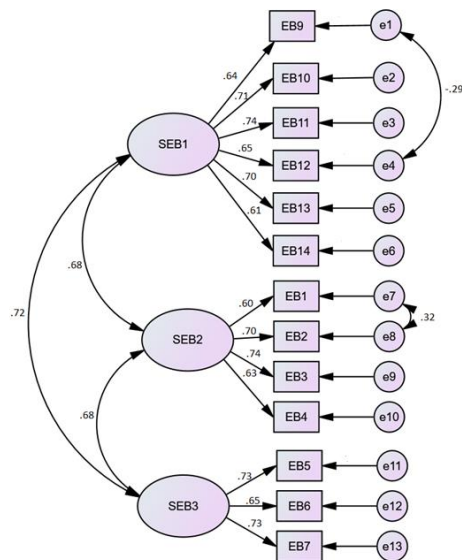 EB9
e1
.64
EB10
e2
.71
-.29
EB11
e3
.74
SEB1
.65
EB12
e4
.70
EB13
e5
.61
EB14
e6
.68
.72
EB1
e7
.60
.32
SEB2
.70
EB2
e8
.74
EB3
e9
.63
EB4
e10
.68
EB5
e11
.73
SEB3
.65
EB6
e12
.73
EB7
e13